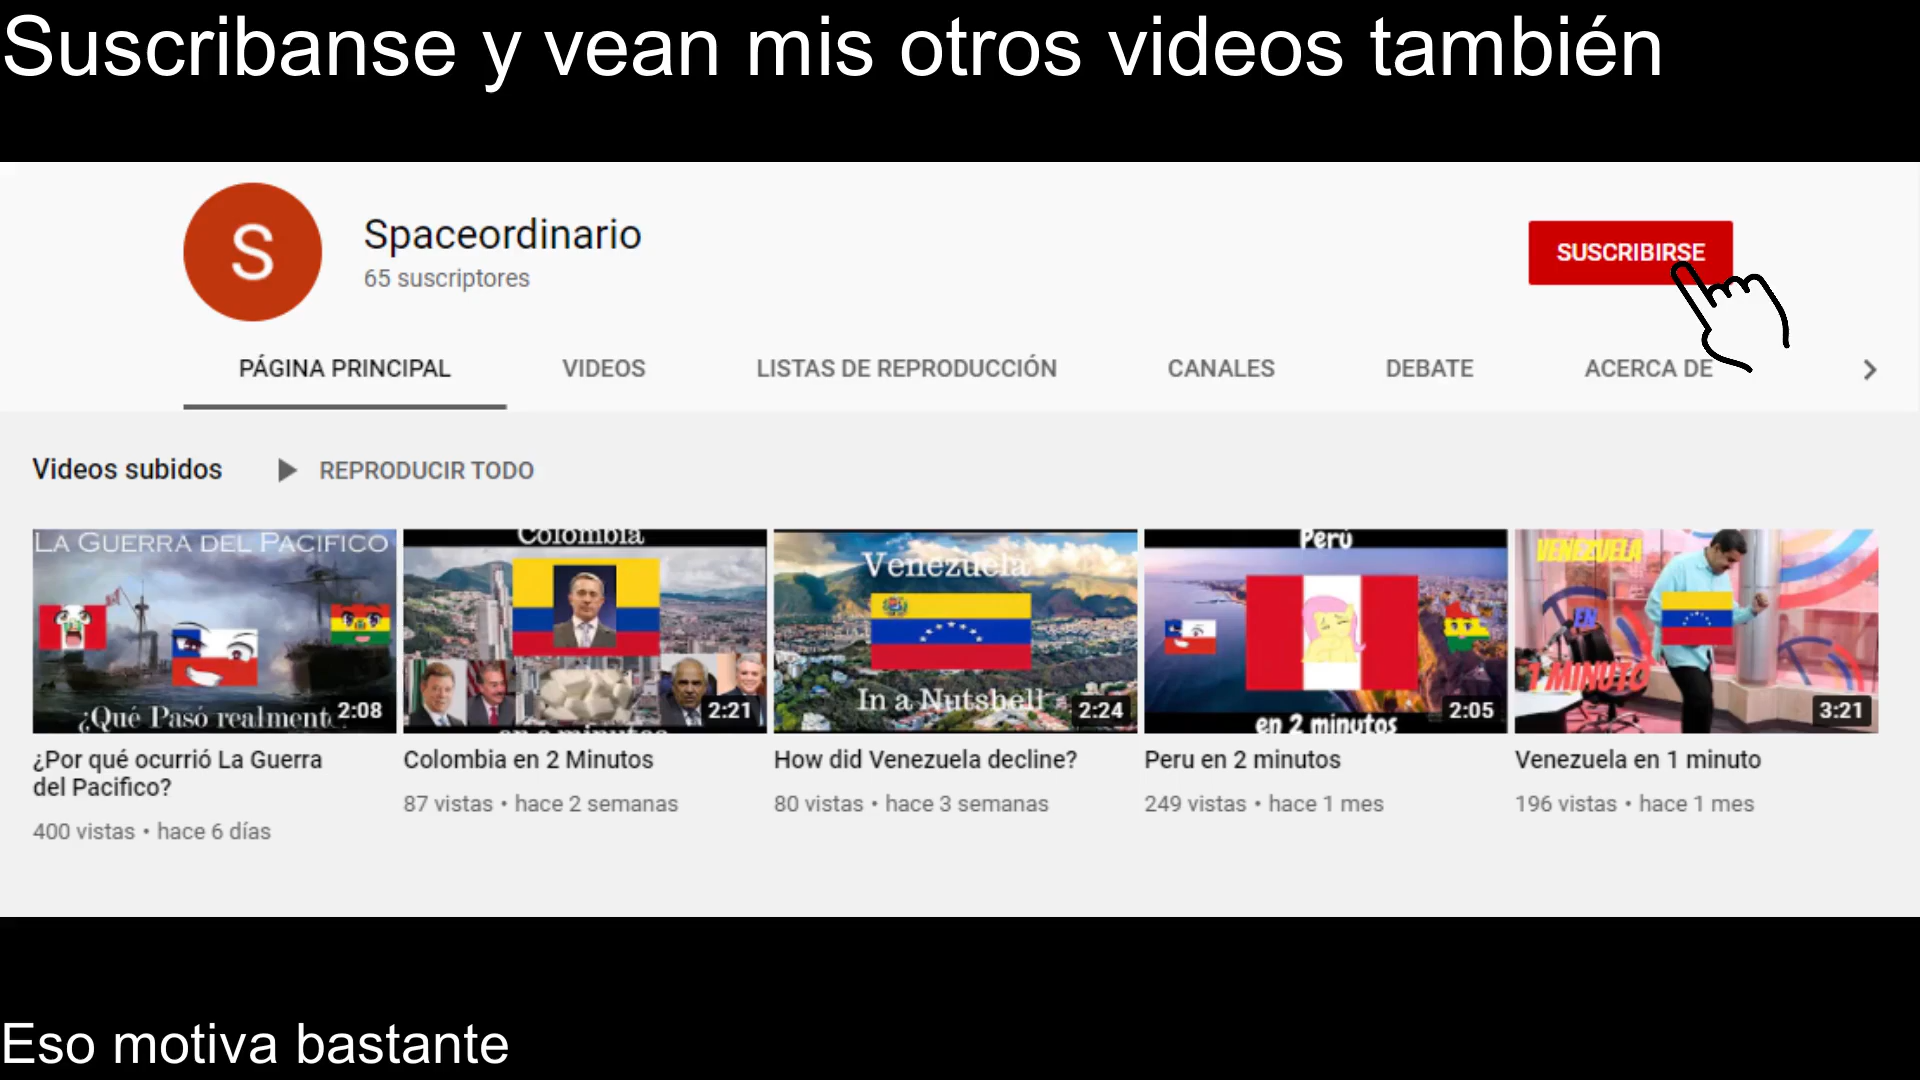 Suscribanse y vean mis otros videos también
S
Spaceordinario
65 suscriptores
SUSCRIBIRSE
PÁGINA PRINCIPAL
VIDEOS
LISTAS DE REPRODUCCIÓN
CANALES
DEBATE
ACERCA DE
Videos subidos
REPRODUCIR TODO
LA GUERRA DEL PACIFICO
¿Qué Pasó realment
2:08
¿Por qué ocurrió La Guerra
del Pacifico?
400 vistas • hace 6 días
Colombia
en 2 minutos
2:21
Colombia en 2 Minutos
87 vistas • hace 2 semanas
Venezuela
In a Nutshell
2:24
How did Venezuela decline?
80 vistas • hace 3 semanas
Perú
en 2 minutos
2:05
Peru en 2 minutos
249 vistas • hace 1 mes
VENEZUELA
EN
1 MINUTO
3:21
Venezuela en 1 minuto
196 vistas • hace 1 mes
Eso motiva bastante